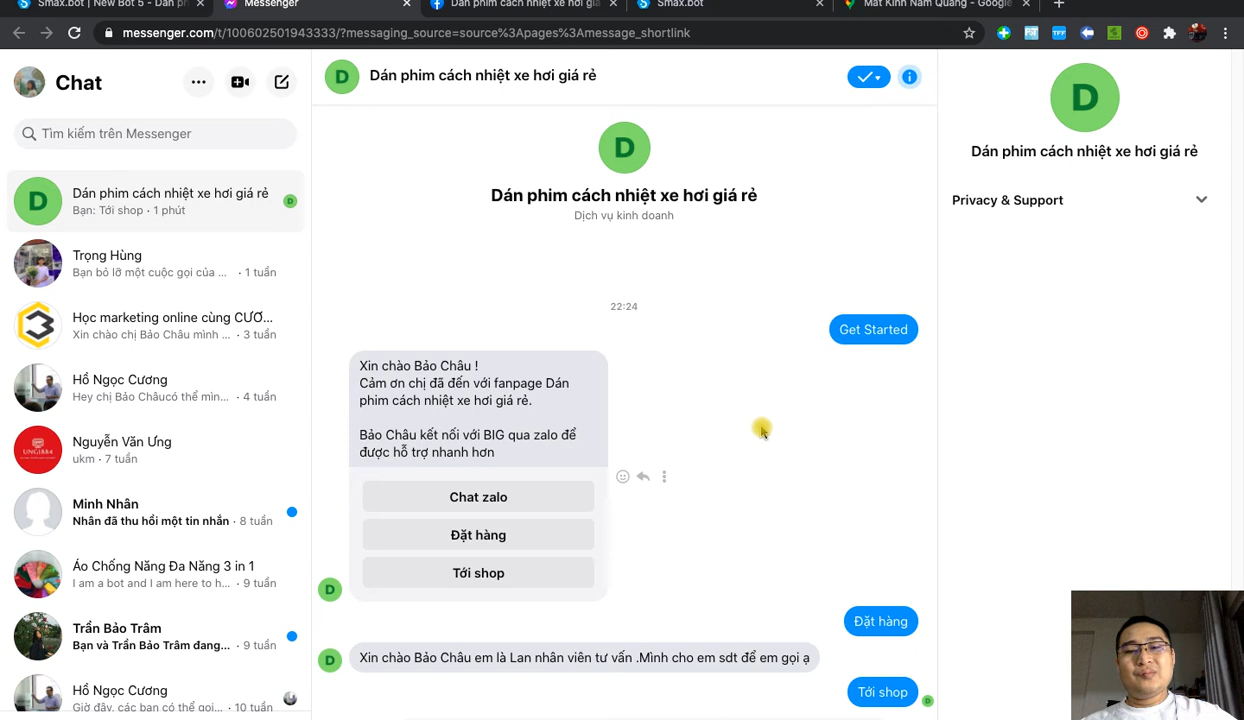 Smax.bot | New Bot 5 - Dán p
Messenger
Dán phim cách nhiệt xe hơi giá
Smax.bot
Mắt Kính Nam Quang - Google
messenger.com/t/100602501943333/?messaging_source=source%3Apages%3Amessage_shortlink
Chat
Tìm kiếm trên Messenger
Dán phim cách nhiệt xe hơi giá rẻ
Bạn: Tới shop · 1 phút
Trọng Hùng
Bạn bỏ lỡ một cuộc gọi của ... · 1 tuần
Học marketing online cùng CƯƠ...
Xin chào chị Bảo Châu mình ... · 3 tuần
Hồ Ngọc Cương
Hey chị Bảo Châucó thể mìn... · 4 tuần
UNG1884
Nguyễn Văn Ưng
ukm · 7 tuần
Minh Nhân
Nhân đã thu hồi một tin nhắn · 8 tuần
Áo Chống Năng Đa Năng 3 in 1
I am a bot and I am here to h... · 9 tuần
Trần Bảo Trâm
Bạn và Trần Bảo Trâm đang... · 9 tuần
Hồ Ngọc Cương
Giờ đây, các bạn có thể gọi... · 10 tuần
D
Dán phim cách nhiệt xe hơi giá rẻ
D
Dán phim cách nhiệt xe hơi giá rẻ
Dịch vụ kinh doanh
22:24
Get Started
Xin chào Bảo Châu !
Cảm ơn chị đã đến với fanpage Dán
phim cách nhiệt xe hơi giá rẻ.
Bảo Châu kết nối với BIG qua zalo để
được hỗ trợ nhanh hơn
Chat zalo
Đặt hàng
Tới shop
D
Đặt hàng
Xin chào Bảo Châu em là Lan nhân viên tư vấn .Mình cho em sdt để em gọi ạ
D
Tới shop
D
Dán phim cách nhiệt xe hơi giá rẻ
Privacy & Support